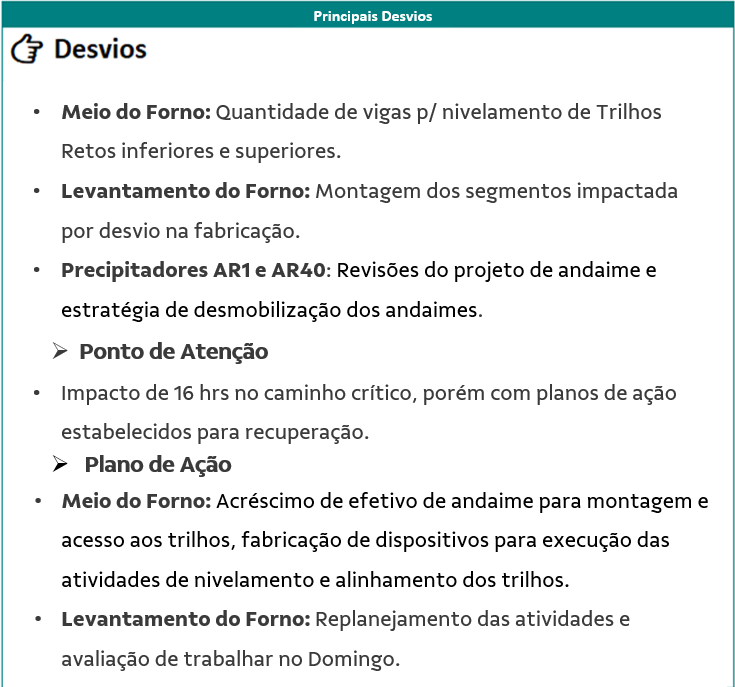 Principais Desvios
Desvios
• Meio do Forno: Quantidade de vigas p/ nivelamento de Trilhos
Retos inferiores e superiores.
• Levantamento do Forno: Montagem dos segmentos impactada
por desvio na fabricação.
• Precipitadores AR1 e AR40: Revisões do projeto de andaime e
estratégia de desmobilização dos andaimes.
➢ Ponto de Atenção
• Impacto de 16 hrs no caminho crítico, porém com planos de ação
estabelecidos para recuperação.
➢ Plano de Ação
• Meio do Forno: Acréscimo de efetivo de andaime para montagem e
acesso aos trilhos, fabricação de dispositivos para execução das
atividades de nivelamento e alinhamento dos trilhos.
• Levantamento do Forno: Replanejamento das atividades e
avaliação de trabalhar no Domingo.